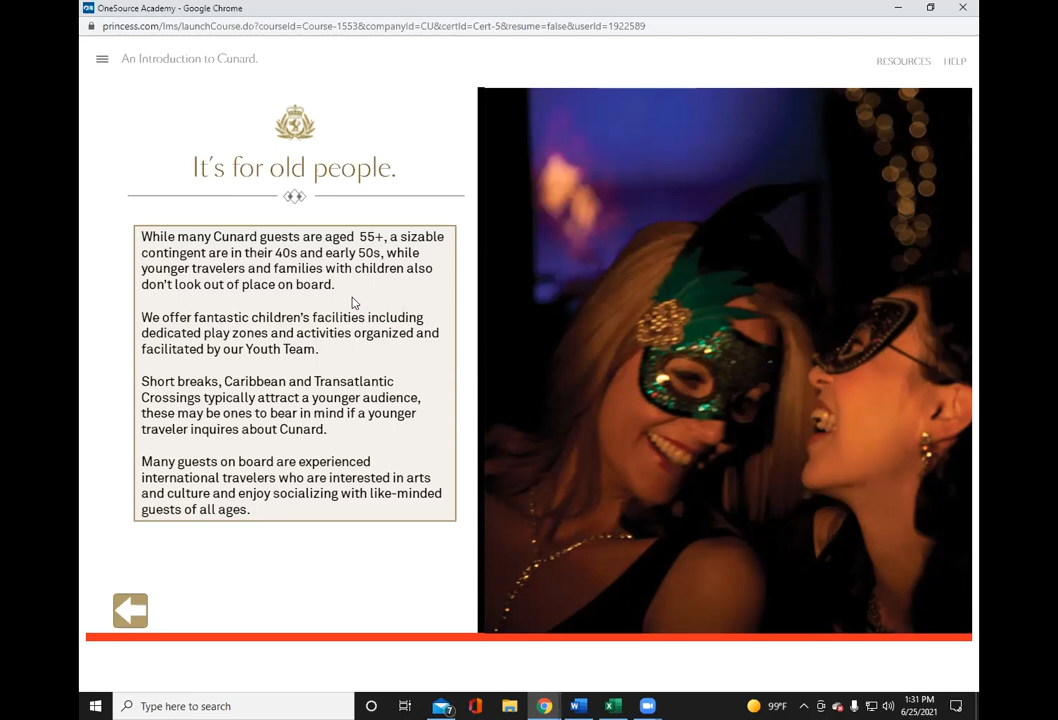 OneSource Academy - Google Chrome
princess.com/lms/launchCourse.do?courseId=Course-1553&companyId=CU&certId=Cert-5&resume=false&userId=1922589
An Introduction to Cunard.
RESOURCES HELP
It's for old people.
While many Cunard guests are aged 55+, a sizable
contingent are in their 40s and early 50s, while
younger travelers and families with children also
don't look out of place on board.
We offer fantastic children's facilities including
dedicated play zones and activities organized and
facilitated by our Youth Team.
Short breaks, Caribbean and Transatlantic
Crossings typically attract a younger audience,
these may be ones to bear in mind if a younger
traveler inquires about Cunard.
Many guests on board are experienced
international travelers who are interested in arts
and culture and enjoy socializing with like-minded
guests of all ages.
Type here to search
7
99°F
1:31 PM
6/25/2021